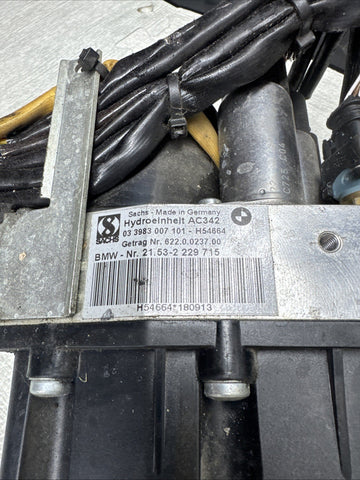 Sachs - Made in Germany
Hydroeinheit AC342
03 3983 007 101 - H54664
Getrag Nr. 622.0.0237.00
SACHS
BMW - Nr. 21.53-2 229 715
H54664*180913